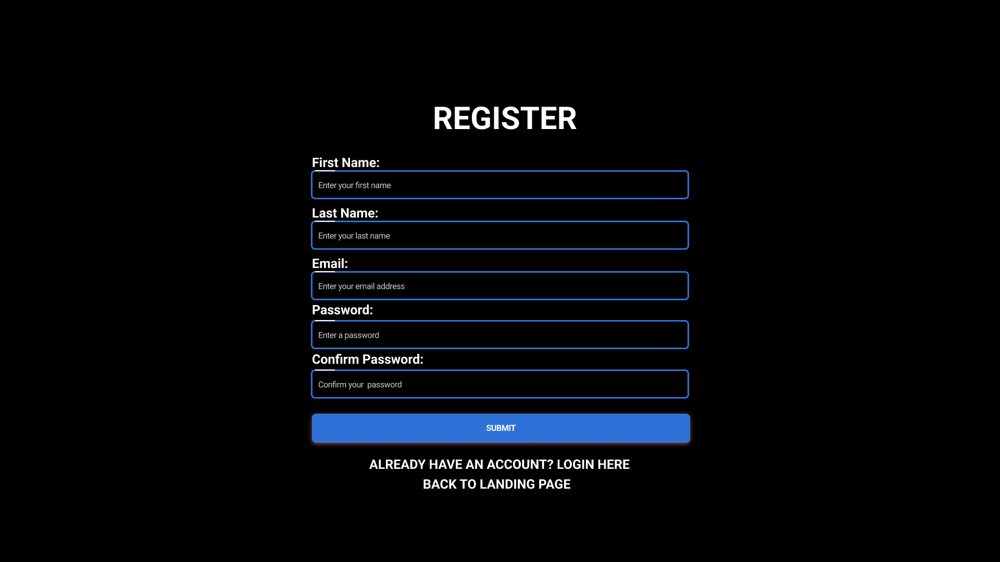 REGISTER
First Name:
Enter your first name
Last Name:
Enter your last name
Email:
Enter your email address
Password:
Enter a password
Confirm Password:
Confirm your  password
SUBMIT
ALREADY HAVE AN ACCOUNT? LOGIN HERE
BACK TO LANDING PAGE